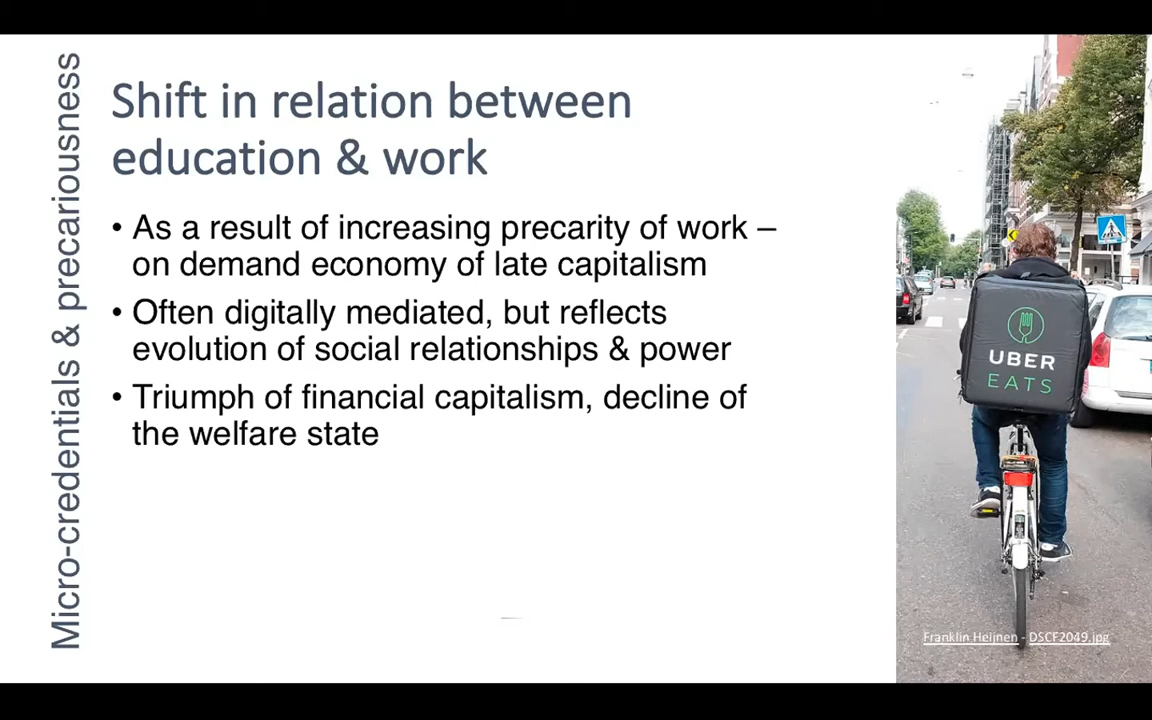 Micro-credentials & precariousness
Shift in relation between
education & work
• As a result of increasing precarity of work –
on demand economy of late capitalism
• Often digitally mediated, but reflects
evolution of social relationships & power
• Triumph of financial capitalism, decline of
the welfare state
UBER
EATS
Franklin Heijnen - DSCF2049.jpg